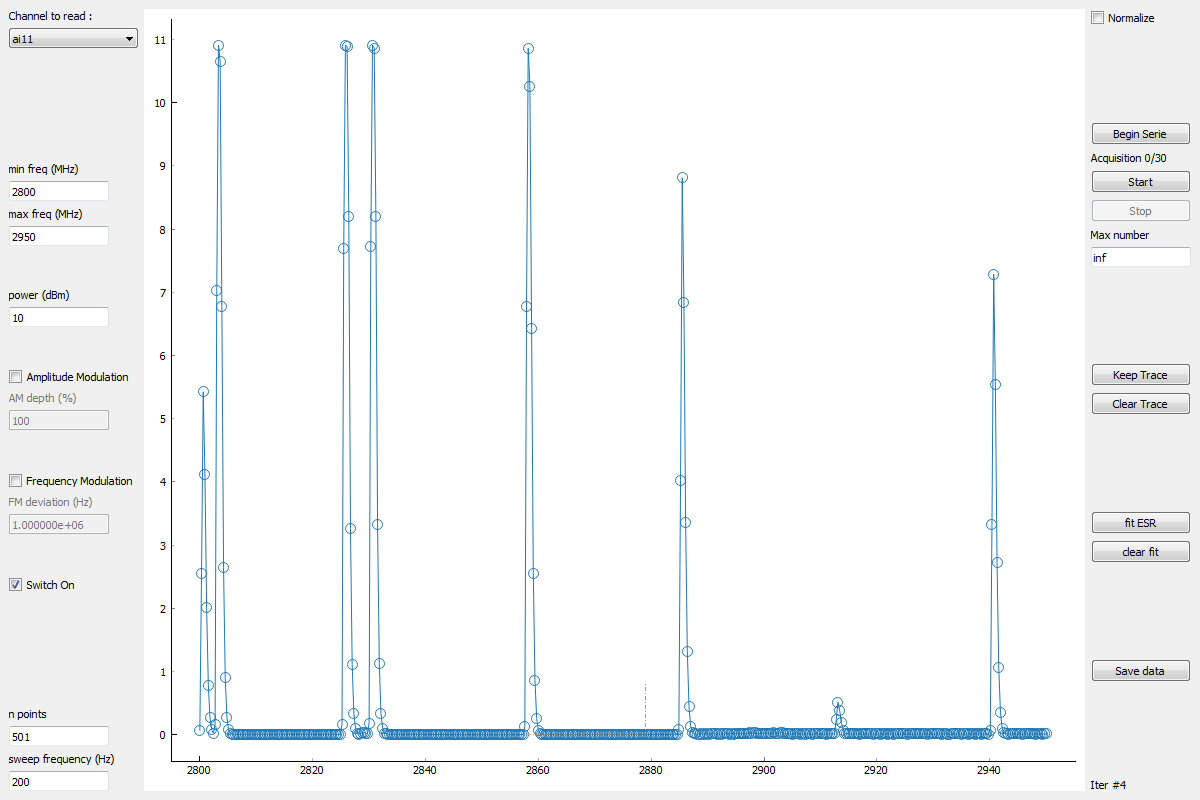 Channel to read :
ai11
min freq (MHz)
2800
max freq (MHz)
2950
power (dBm)
10
Amplitude Modulation
AM depth (%)
100
Frequency Modulation
FM deviation (Hz)
1.000000e+06
Switch On
n points
501
sweep frequency (Hz)
200
11
10
9
8
7
6
5
4
3
2
1
0
2800 2820 2840 2860 2880 2900 2920 2940
Normalize
Begin Serie
Acquisition 0/30
Start
Stop
Max number
inf
Keep Trace
Clear Trace
fit ESR
clear fit
Save data
Iter #4